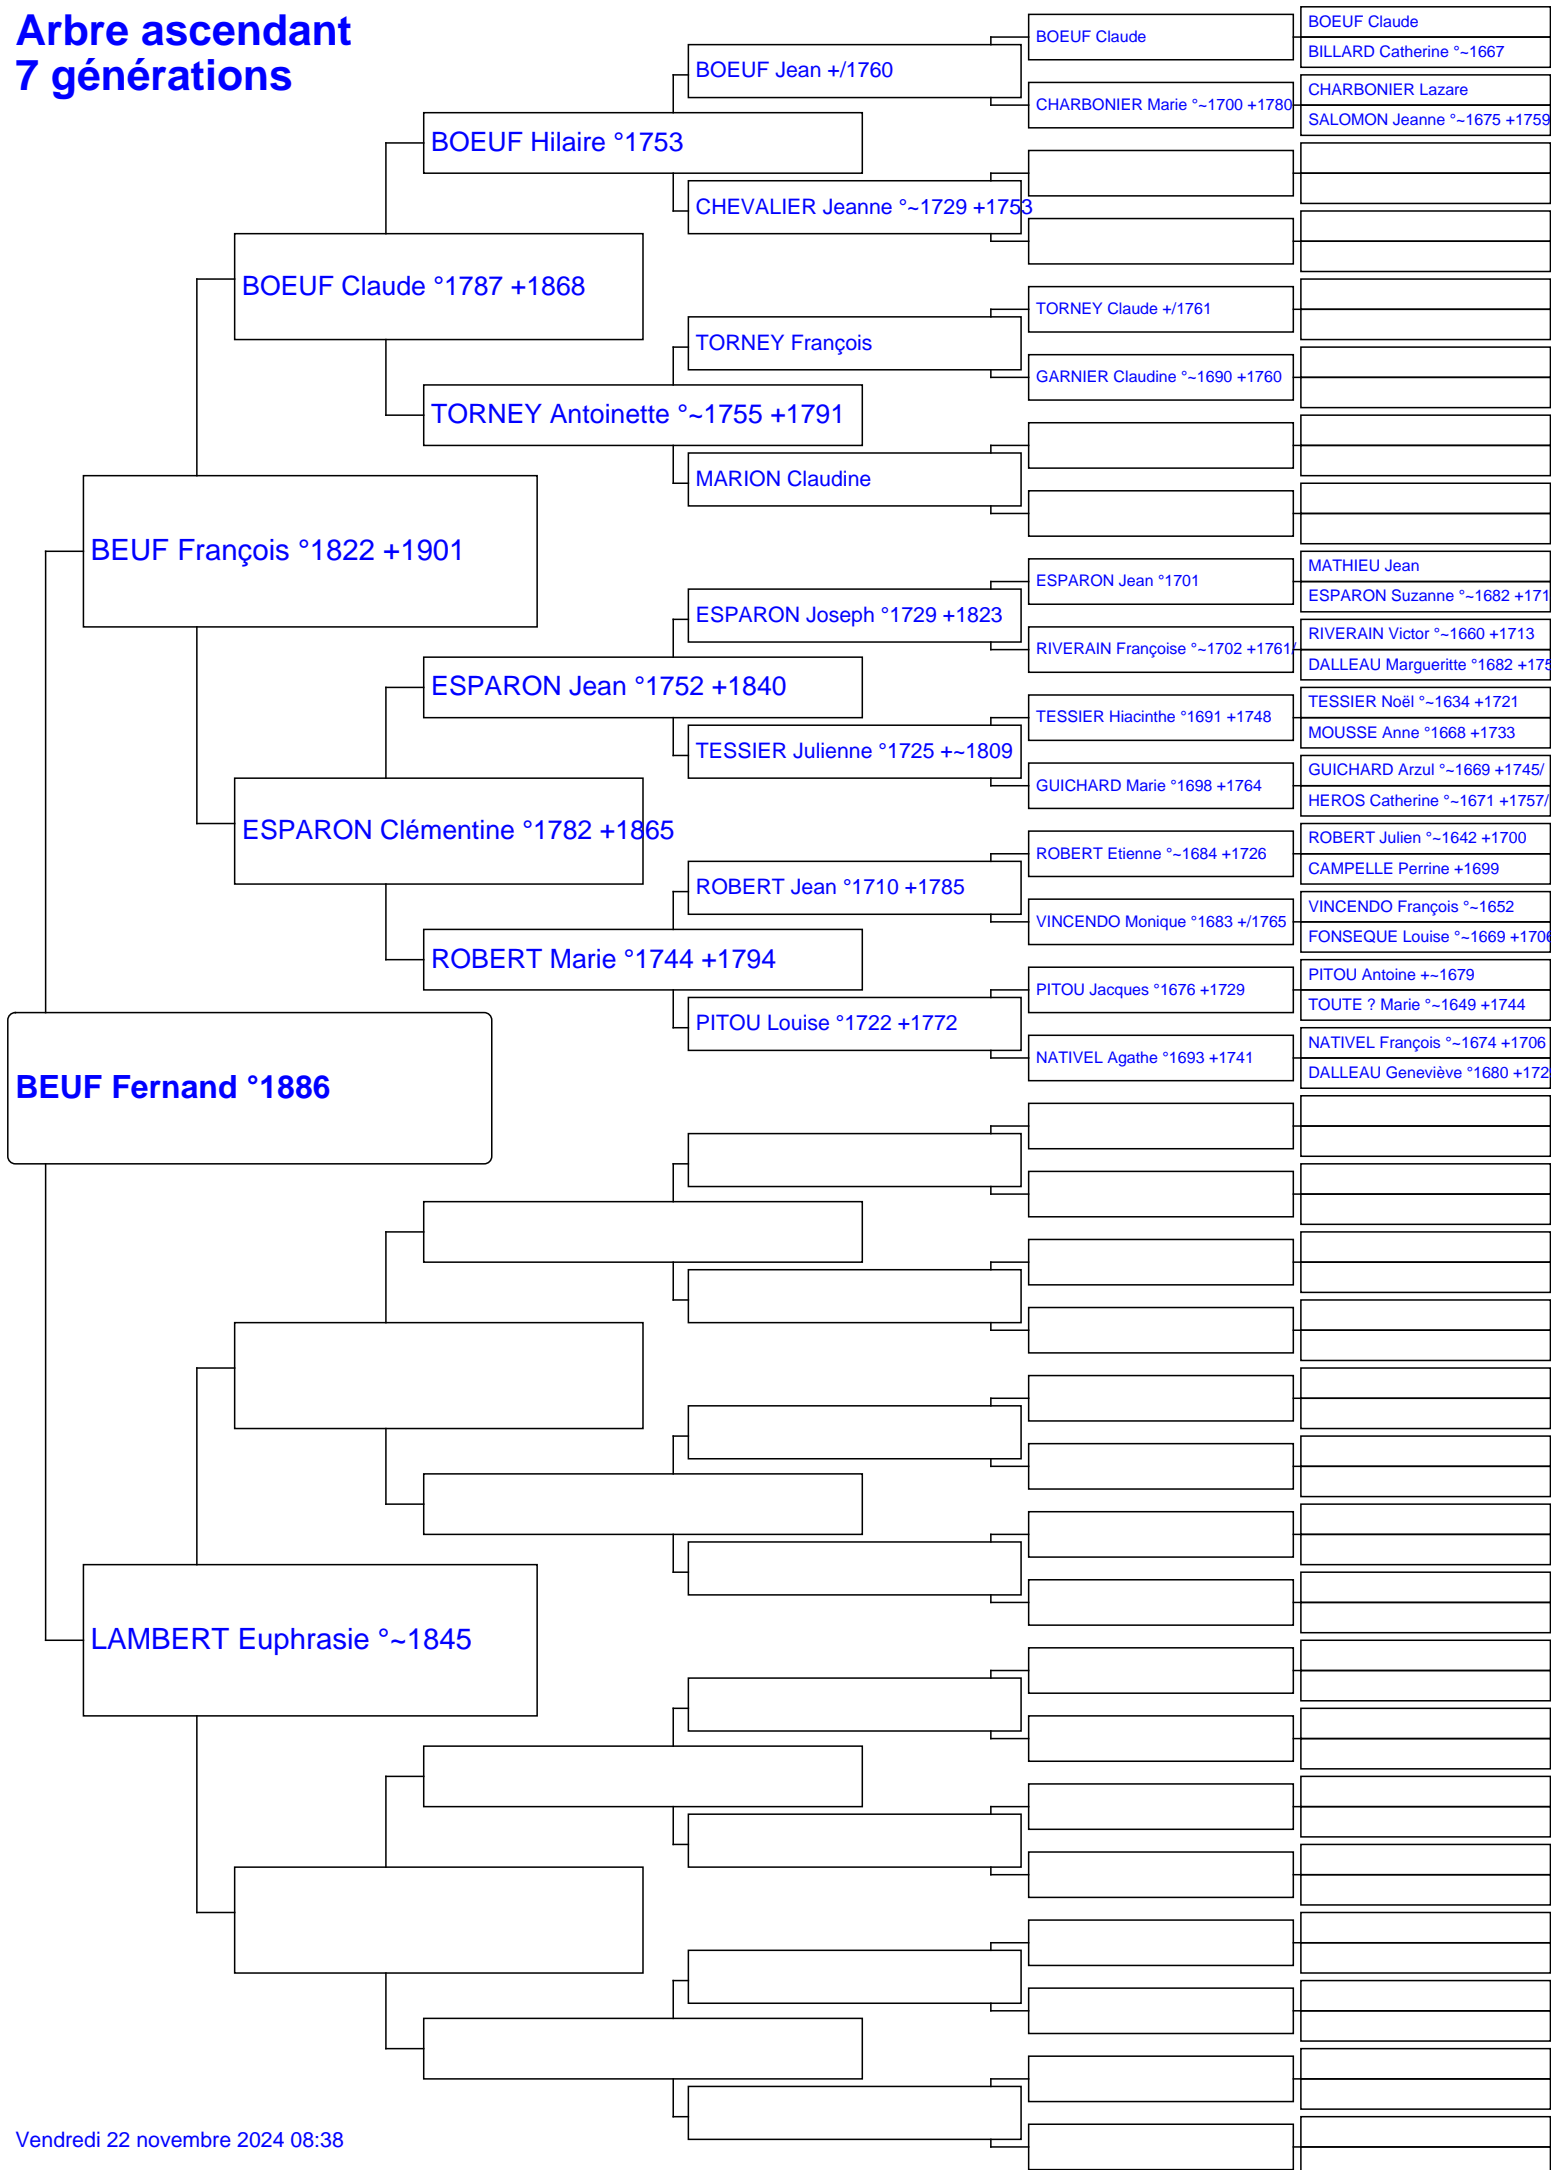 Arbre ascendant
7 générations
BOEUF Claude
BOEUF Claude
BILLARD Catherine °~1667
BOEUF Jean +/1760
CHARBONIER Marie °~1700 +1780
CHARBONIER Lazare
SALOMON Jeanne °~1675 +1759
BOEUF Hilaire °1753
CHEVALIER Jeanne °~1729 +1753
BOEUF Claude °1787 +1868
TORNEY Claude +/1761
TORNEY François
GARNIER Claudine °~1690 +1760
TORNEY Antoinette °~1755 +1791
MARION Claudine
BEUF François °1822 +1901
ESPARON Jean °1701
MATHIEU Jean
ESPARON Suzanne °~1682 +171
ESPARON Joseph °1729 +1823
RIVERAIN Françoise °~1702 +1761/
RIVERAIN Victor °~1660 +1713
DALLEAU Margueritte °1682 +175
ESPARON Jean °1752 +1840
TESSIER Hiacinthe °1691 +1748
TESSIER Noël °~1634 +1721
MOUSSE Anne °1668 +1733
TESSIER Julienne °1725 +~1809
GUICHARD Marie °1698 +1764
GUICHARD Arzul °~1669 +1745/
HEROS Catherine °~1671 +1757/
ESPARON Clémentine °1782 +1865
ROBERT Etienne °~1684 +1726
ROBERT Julien °~1642 +1700
CAMPELLE Perrine +1699
ROBERT Jean °1710 +1785
VINCENDO Monique °1683 +/1765
VINCENDO François °~1652
FONSEQUE Louise °~1669 +1706
ROBERT Marie °1744 +1794
PITOU Jacques °1676 +1729
PITOU Antoine +~1679
TOUTE ? Marie °~1649 +1744
PITOU Louise °1722 +1772
NATIVEL Agathe °1693 +1741
NATIVEL François °~1674 +1706
DALLEAU Geneviève °1680 +172
BEUF Fernand °1886
LAMBERT Euphrasie °~1845
Vendredi 22 novembre 2024 08:38